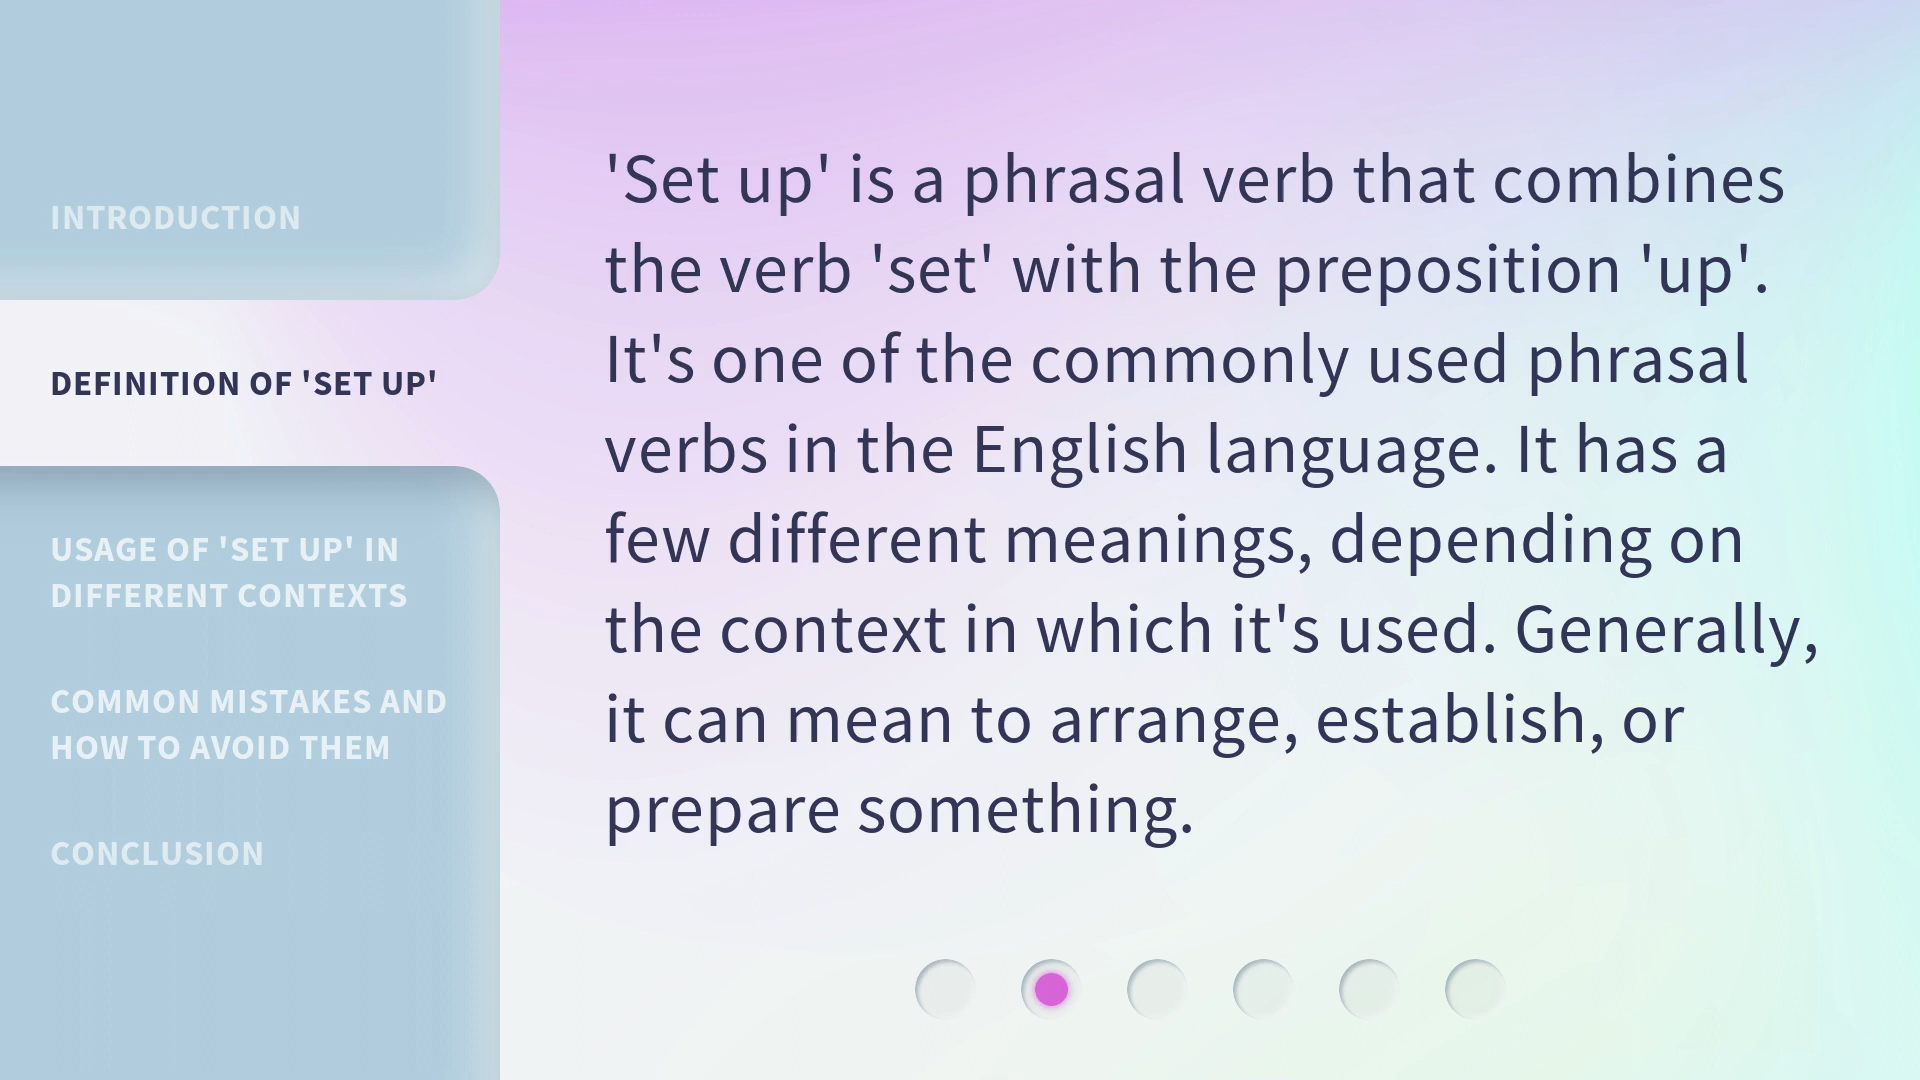 INTRODUCTION
DEFINITION OF 'SET UP'
USAGE OF 'SET UP' IN
DIFFERENT CONTEXTS
COMMON MISTAKES AND
HOW TO AVOID THEM
CONCLUSION
'Set up' is a phrasal verb that combines
the verb 'set' with the preposition 'up'.
It's one of the commonly used phrasal
verbs in the English language. It has a
few different meanings, depending on
the context in which it's used. Generally,
it can mean to arrange, establish, or
prepare something.